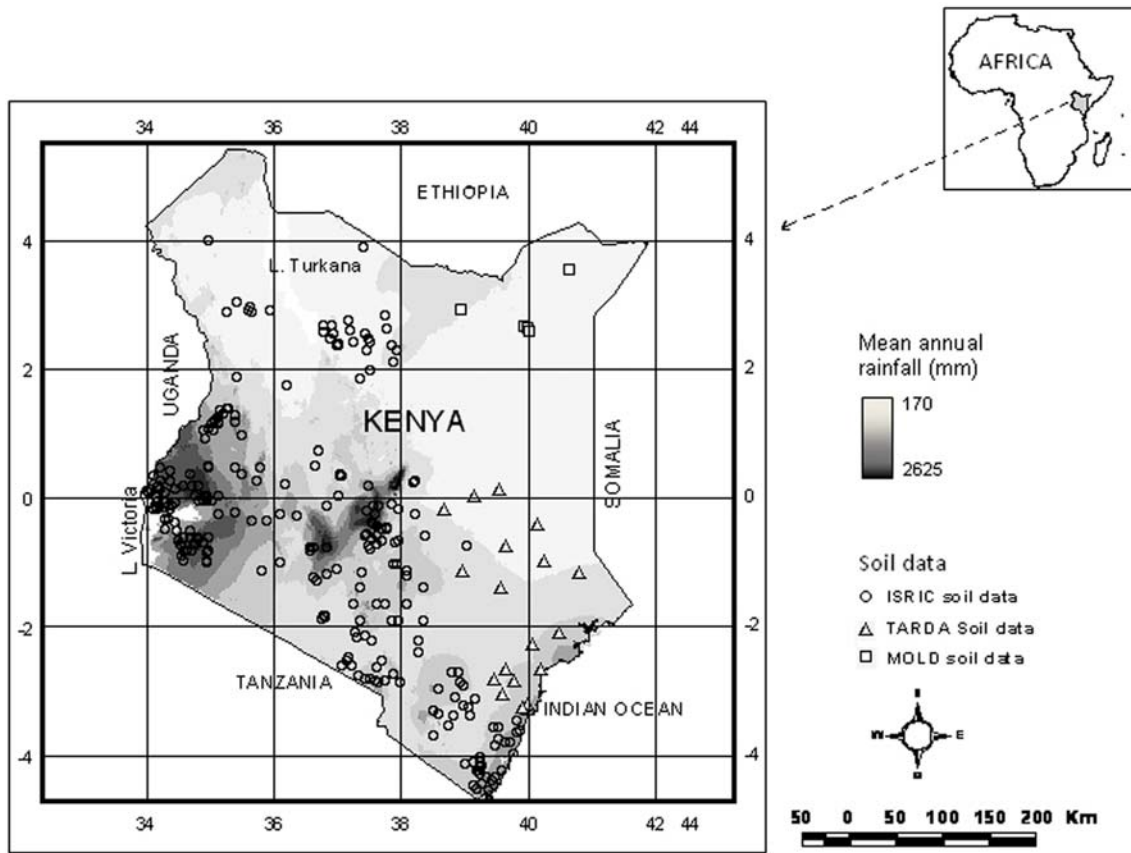 AFRICA
34 36 38 40 42 44
ETHIOPIA
4 4
L. Turkana
UGANDA
2 2
KENYA
SOMALIA
0 0
L. Victoria
-2 -2
TANZANIA
INDIAN OCEAN
-4 -4
34 36 38 40 42 44
Mean annual
rainfall (mm)
170
2625
Soil data
ISRIC soil data
TARDA Soil data
MOLD soil data
W E
50 0 50 100 150 200 Km